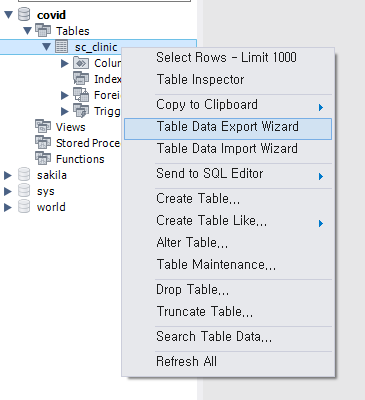 covid
Tables
sc_clinic
Select Rows - Limit 1000
Colu
Table Inspector
Index
Copy to Clipboard
Forei
Table Data Export Wizard
Trigg
Table Data Import Wizard
Views
Stored Proce
Send to SQL Editor
Functions
Create Table...
sakila
Create Table Like...
sys
Alter Table...
world
Table Maintenance...
Drop Table...
Truncate Table...
Search Table Data...
Refresh All